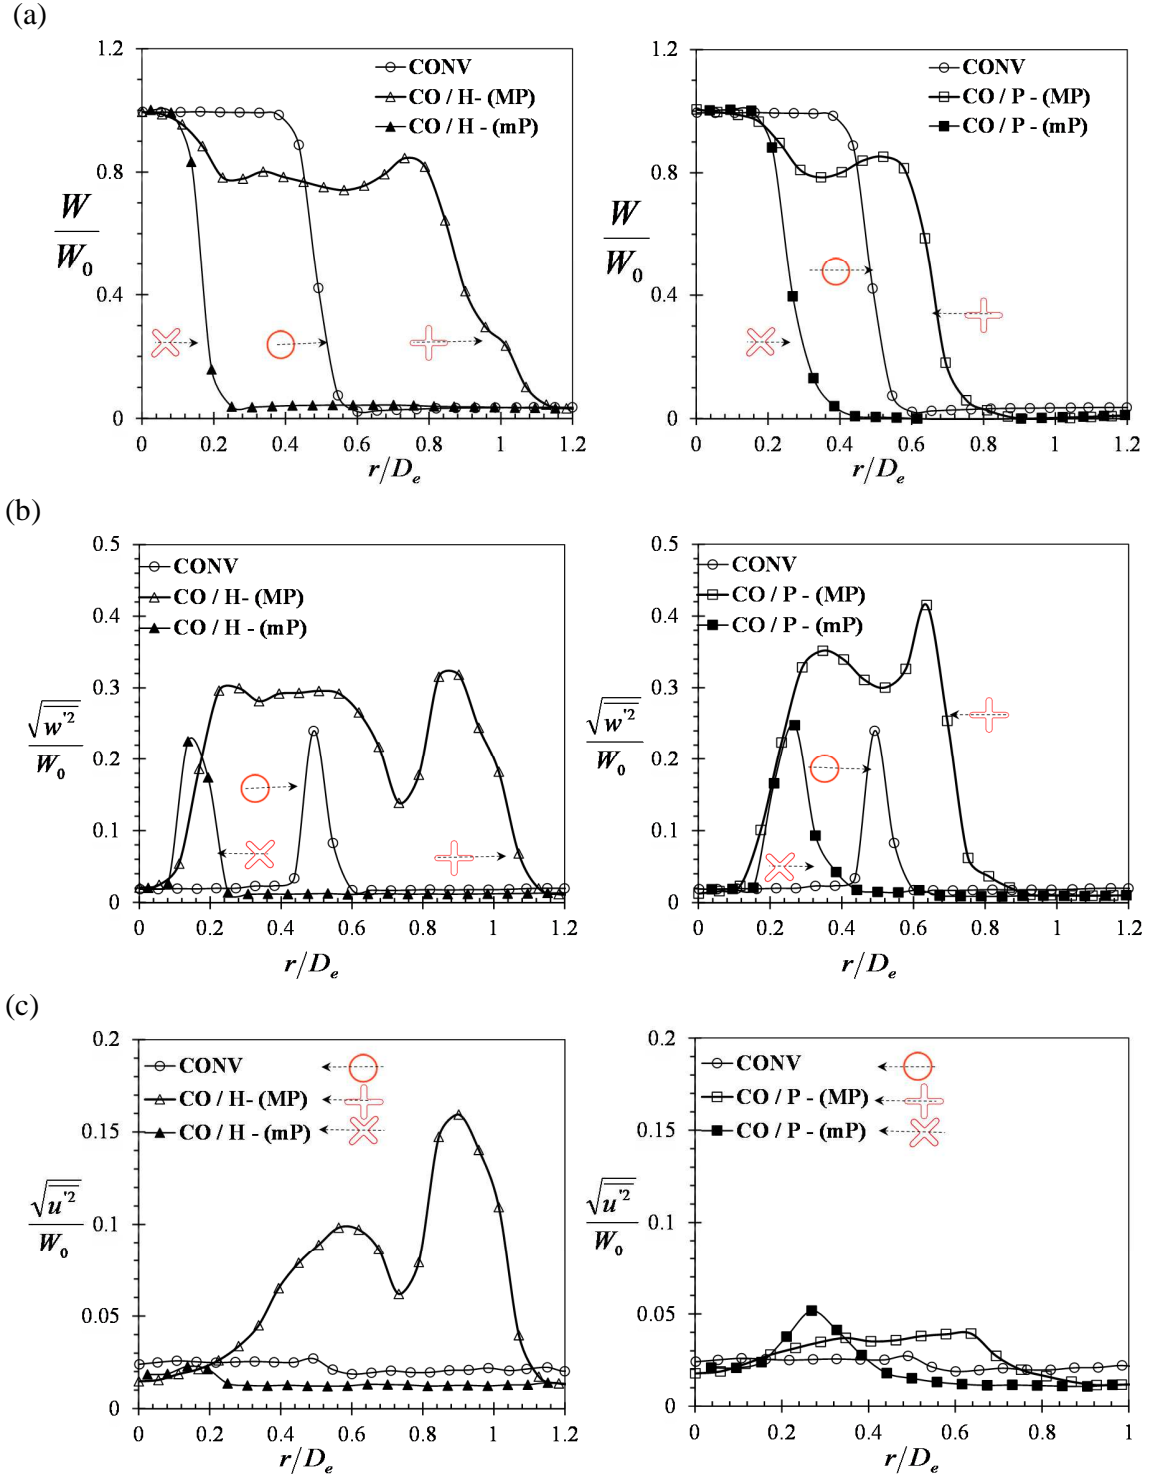 (a)
1.2
0.8
0.4
0
W
W0
CONV
CO / H- (MP)
CO / H - (mP)
0 0.2 0.4 0.6 0.8 1 1.2
r/De
1.2
0.8
0.4
0
W
W0
CONV
CO / P - (MP)
CO / P - (mP)
0 0.2 0.4 0.6 0.8 1 1.2
r/De
(b)
0.5
0.4
0.3
0.2
0.1
0
√w'2
W0
CONV
CO / H- (MP)
CO / H - (mP)
0 0.2 0.4 0.6 0.8 1 1.2
r/De
0.5
0.4
0.3
0.2
0.1
0
√w'2
W0
CONV
CO / P - (MP)
CO / P - (mP)
0 0.2 0.4 0.6 0.8 1 1.2
r/De
(c)
0.2
0.15
0.1
0.05
0
√u'2
W0
CONV
CO / H- (MP)
CO / H - (mP)
0 0.2 0.4 0.6 0.8 1 1.2
r/De
0.2
0.15
0.1
0.05
0
√u'2
W0
CONV
CO / P - (MP)
CO / P - (mP)
0 0.2 0.4 0.6 0.8 1
r/De